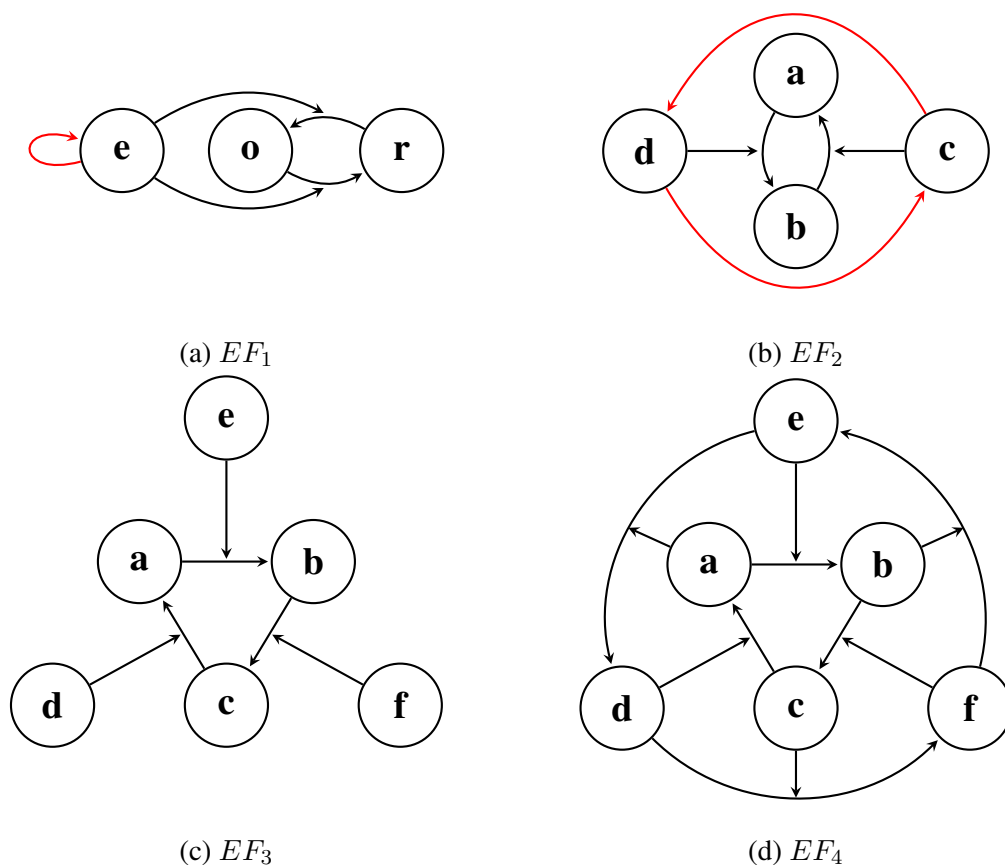 e o r
a
d c
b
(a) EF₁ (b) EF₂
e e
a b a b
d c f d c f
(c) EF₃ (d) EF₄